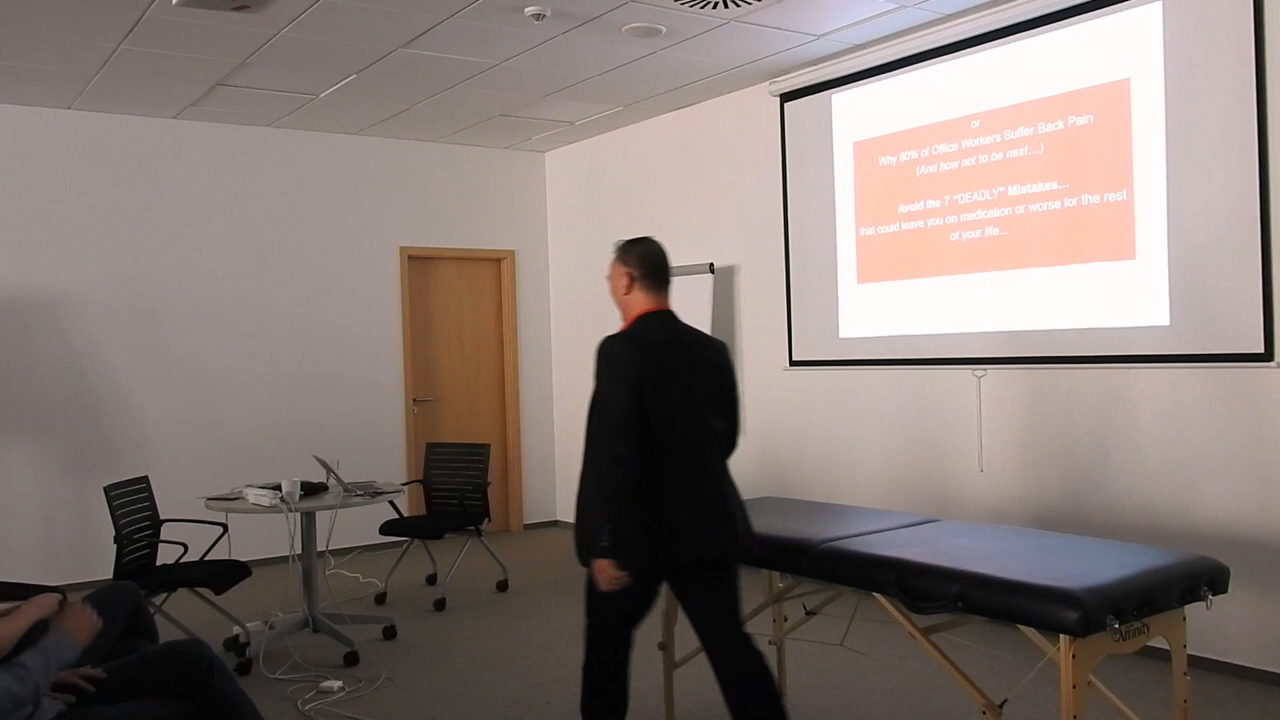 or
Why 80% of Office Workers Suffer Back Pain
(And how not to be next…)
Avoid the 7 "DEADLY" Mistakes…
that could leave you on medication or worse for the rest
of your life...
Affinity